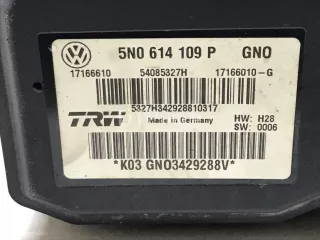 5N0 614 109 P GNO
17166610 54085327H 17166010-G
5327H342928810317
TRW Made in Germany HW: H28
SW: 0006
*K03 GNO3429288V*